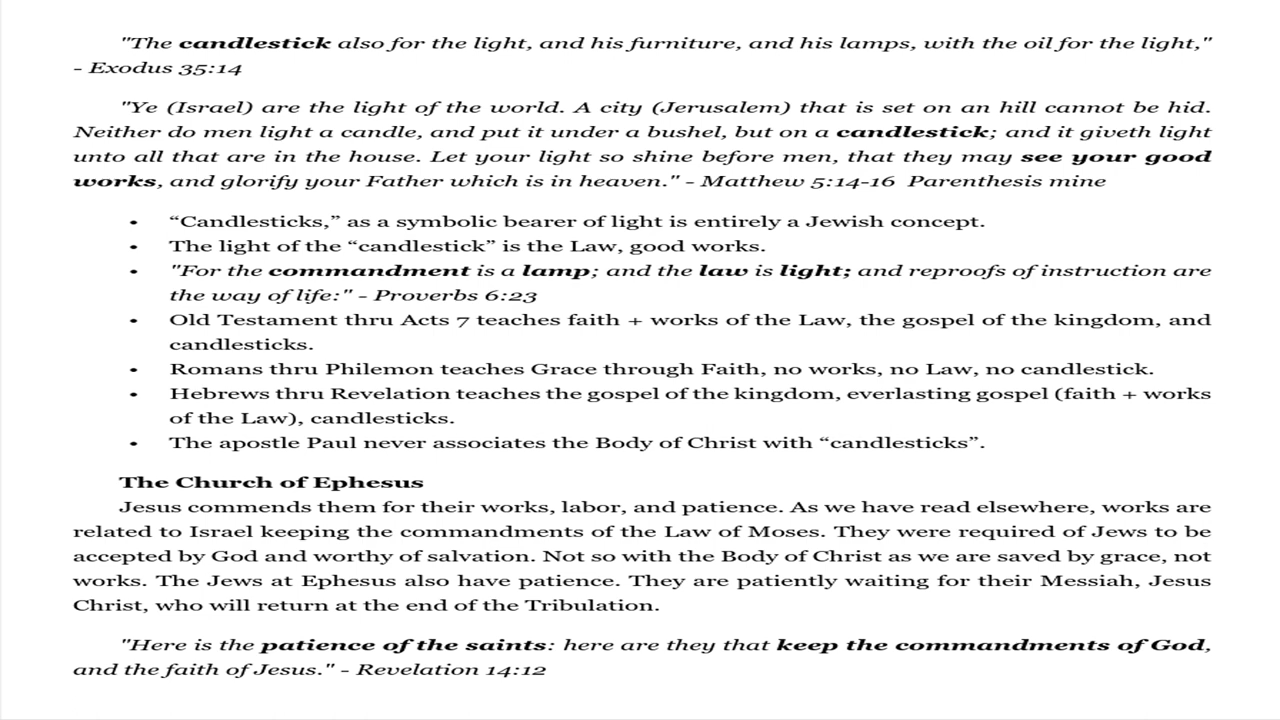 "The candlestick also for the light, and his furniture, and his lamps, with the oil for the light,"
- Exodus 35:14
"Ye (Israel) are the light of the world. A city (Jerusalem) that is set on an hill cannot be hid.
Neither do men light a candle, and put it under a bushel, but on a candlestick; and it giveth light
unto all that are in the house. Let your light so shine before men, that they may see your good
works, and glorify your Father which is in heaven." - Matthew 5:14-16  Parenthesis mine
• “Candlesticks,” as a symbolic bearer of light is entirely a Jewish concept.
• The light of the “candlestick” is the Law, good works.
• "For the commandment is a lamp; and the law is light; and reproofs of instruction are
the way of life:" - Proverbs 6:23
• Old Testament thru Acts 7 teaches faith + works of the Law, the gospel of the kingdom, and
candlesticks.
• Romans thru Philemon teaches Grace through Faith, no works, no Law, no candlestick.
• Hebrews thru Revelation teaches the gospel of the kingdom, everlasting gospel (faith + works
of the Law), candlesticks.
• The apostle Paul never associates the Body of Christ with “candlesticks”.
The Church of Ephesus
Jesus commends them for their works, labor, and patience. As we have read elsewhere, works are
related to Israel keeping the commandments of the Law of Moses. They were required of Jews to be
accepted by God and worthy of salvation. Not so with the Body of Christ as we are saved by grace, not
works. The Jews at Ephesus also have patience. They are patiently waiting for their Messiah, Jesus
Christ, who will return at the end of the Tribulation.
"Here is the patience of the saints: here are they that keep the commandments of God,
and the faith of Jesus." - Revelation 14:12